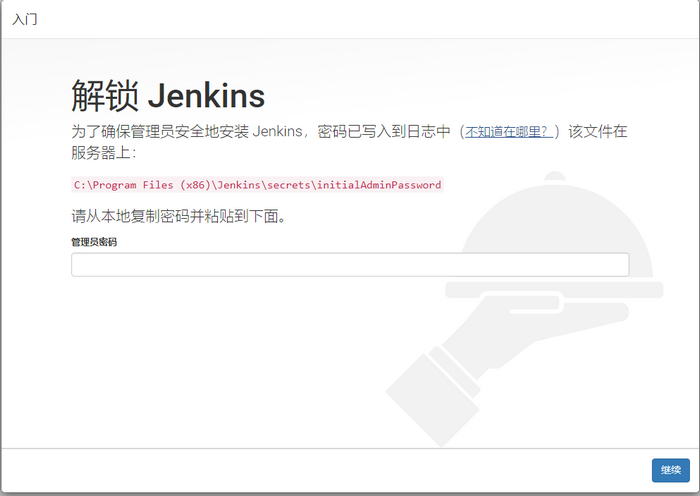 入门
解锁 Jenkins
为了确保管理员安全地安装 Jenkins，密码已写入到日志中（不知道在哪里？）该文件在
服务器上：
C:\Program Files (x86)\Jenkins\secrets\initialAdminPassword
请从本地复制密码并粘贴到下面。
管理员密码
继续